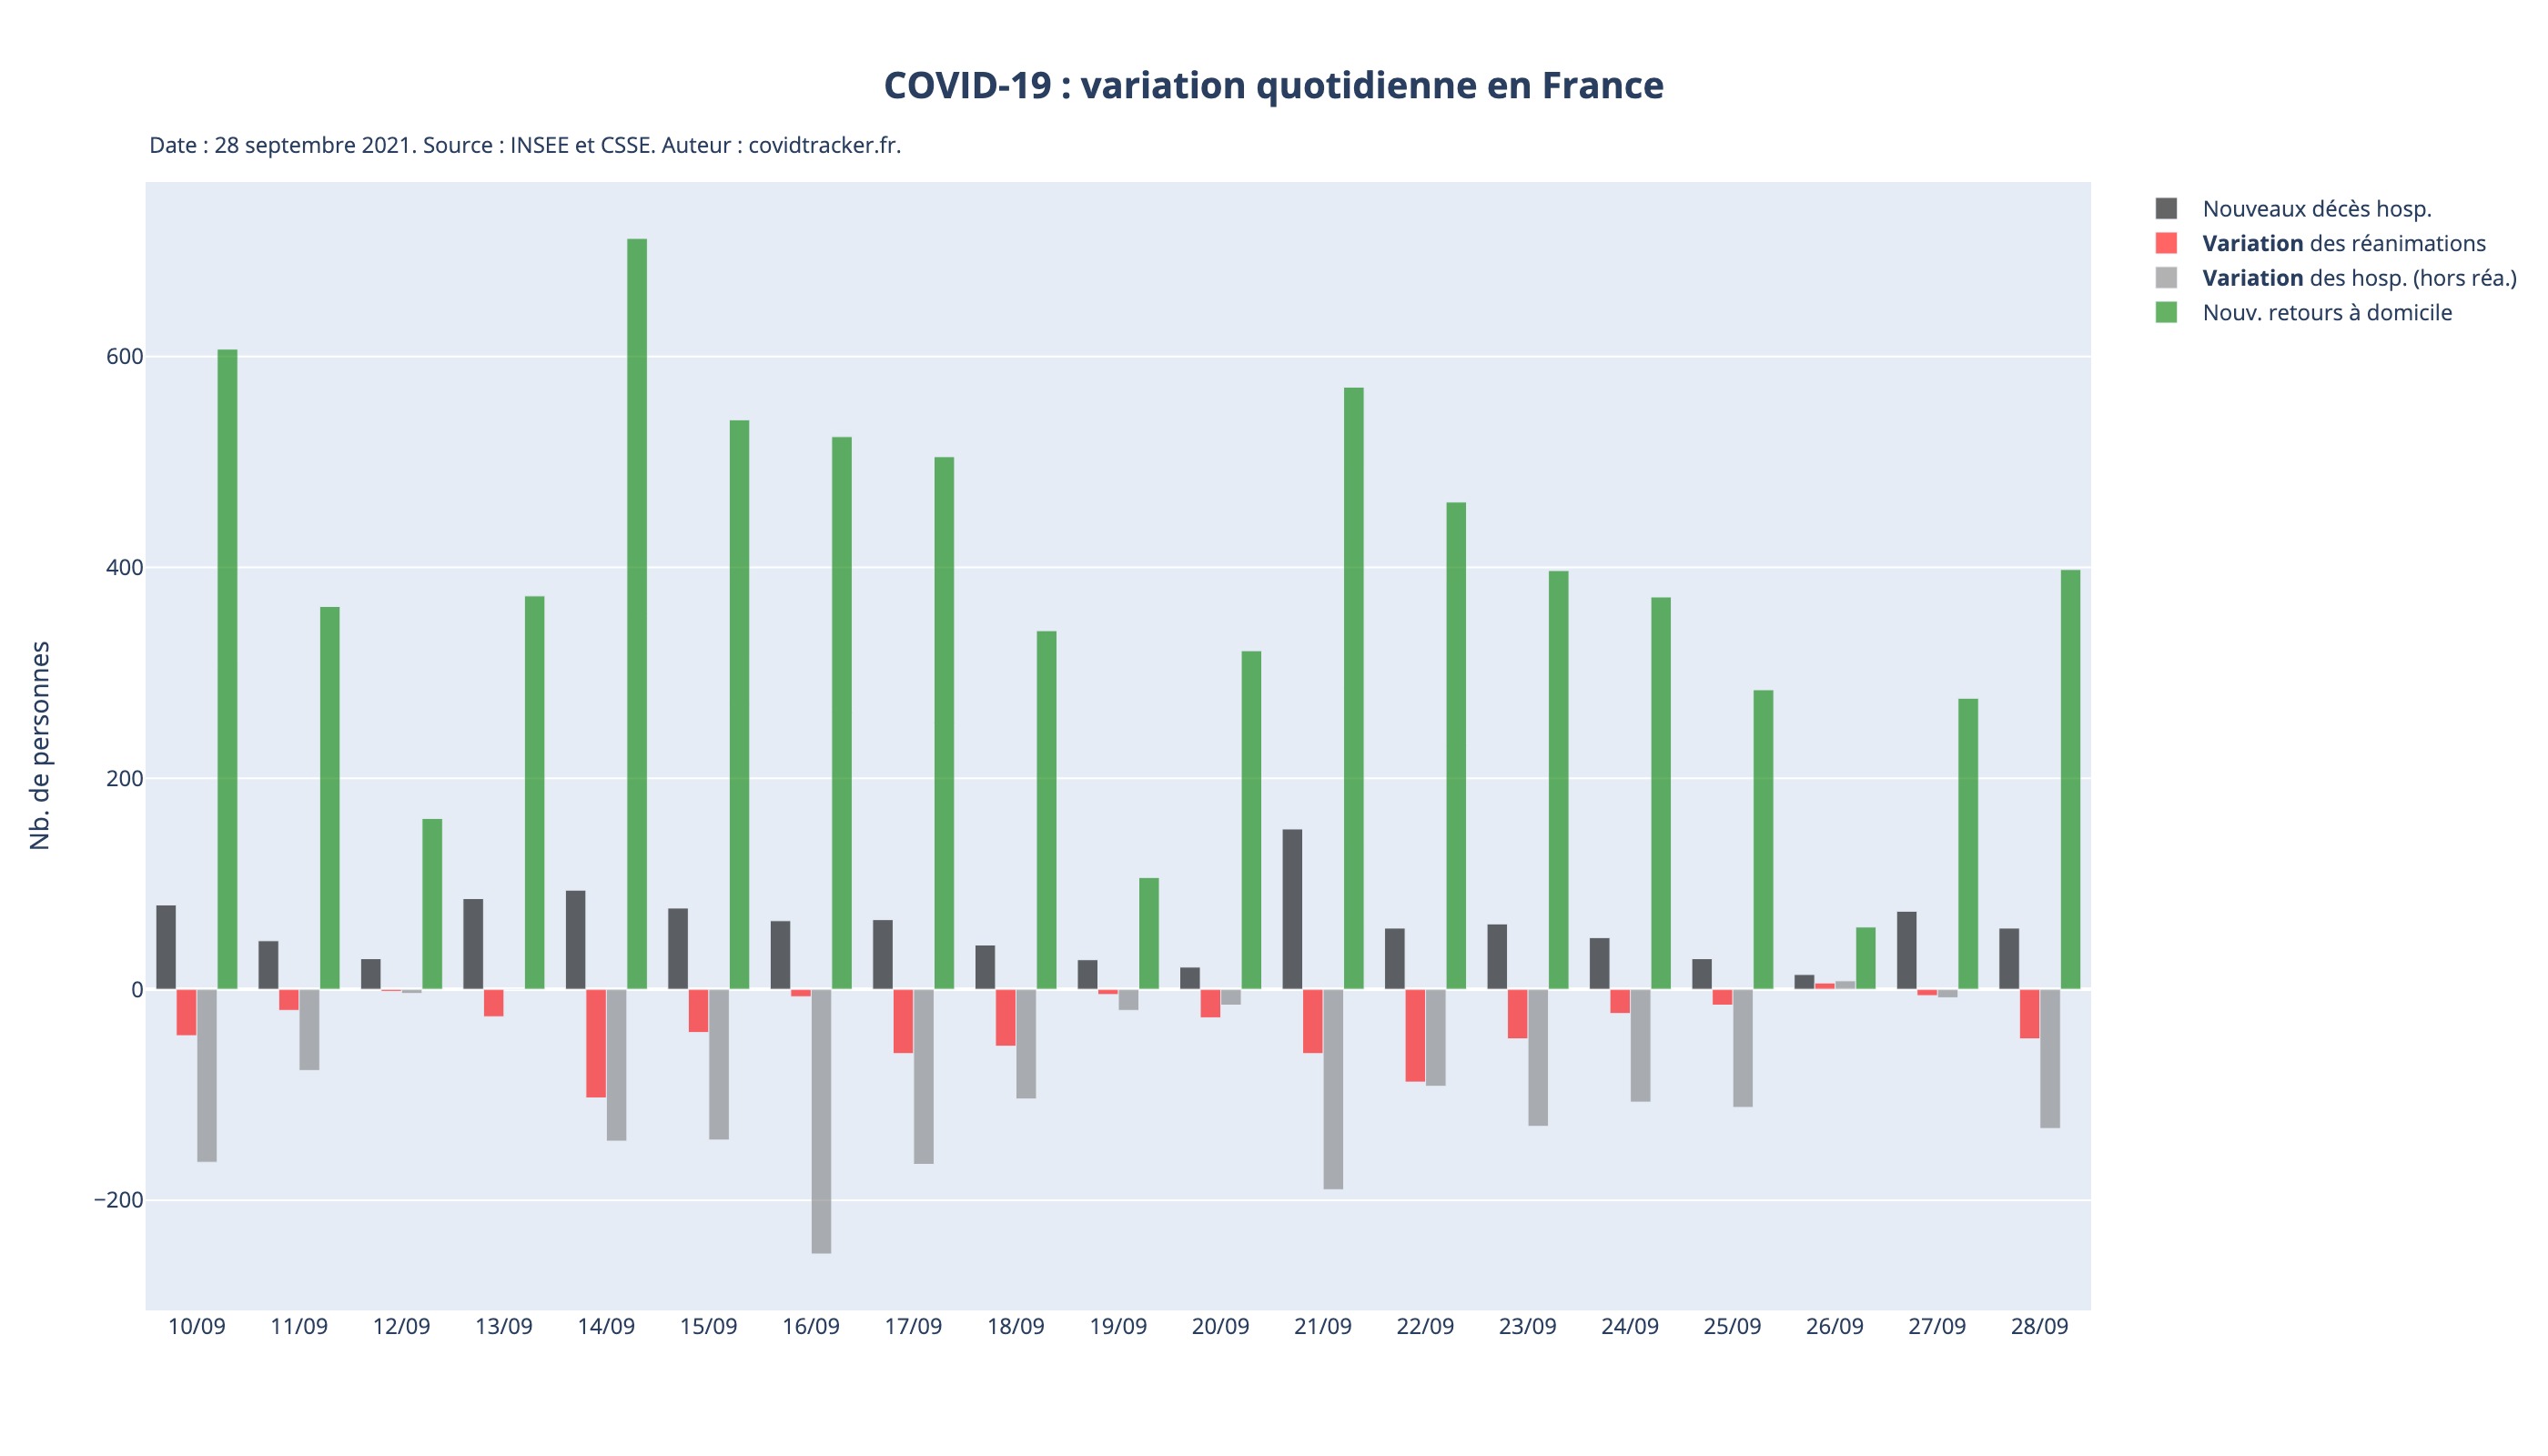 COVID-19 : variation quotidienne en France
Date : 28 septembre 2021. Source : INSEE et CSSE. Auteur : covidtracker.fr.
Nouveaux décès hosp.
Variation des réanimations
Variation des hosp. (hors réa.)
Nouv. retours à domicile
Nb. de personnes
600
400
200
0
−200
10/09 11/09 12/09 13/09 14/09 15/09 16/09 17/09 18/09 19/09 20/09 21/09 22/09 23/09 24/09 25/09 26/09 27/09 28/09